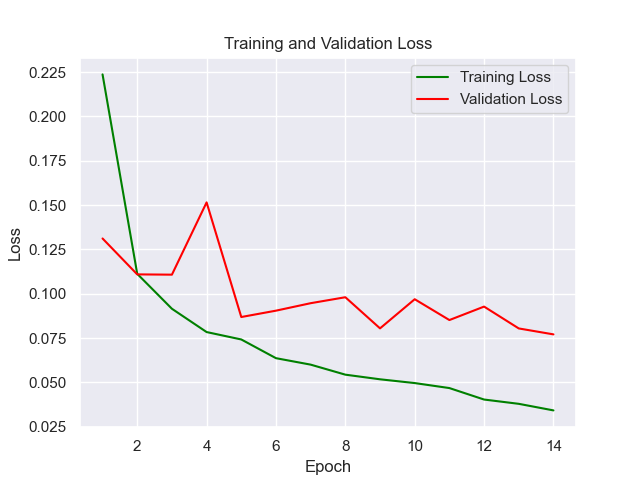 Training and Validation Loss
Training Loss
Validation Loss
Loss
0.225
0.200
0.175
0.150
0.125
0.100
0.075
0.050
0.025
2 4 6 8 10 12 14
Epoch